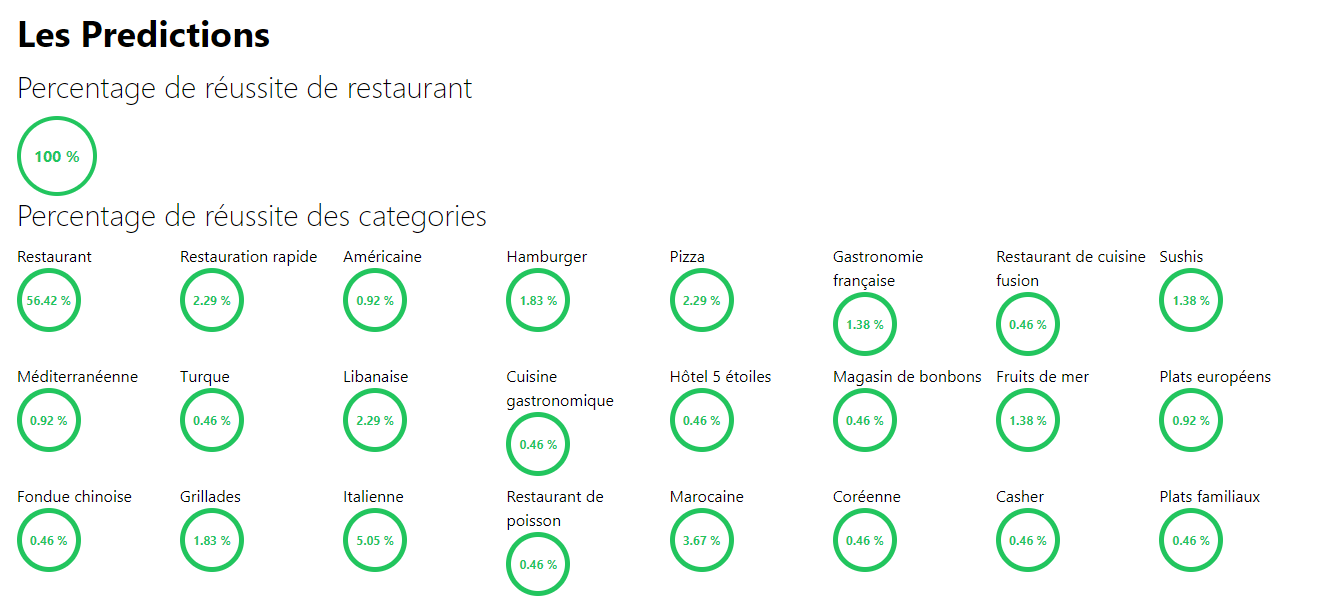 Les Predictions
Percentage de réussite de restaurant
100 %
Percentage de réussite des categories
Restaurant
56.42 %
Restauration rapide
2.29 %
Américaine
0.92 %
Hamburger
1.83 %
Pizza
2.29 %
Gastronomie
française
1.38 %
Restaurant de cuisine
fusion
0.46 %
Sushis
1.38 %
Méditerranéenne
0.92 %
Turque
0.46 %
Libanaise
2.29 %
Cuisine
gastronomique
0.46 %
Hôtel 5 étoiles
0.46 %
Magasin de bonbons
0.46 %
Fruits de mer
1.38 %
Plats européens
0.92 %
Fondue chinoise
0.46 %
Grillades
1.83 %
Italienne
5.05 %
Restaurant de
poisson
0.46 %
Marocaine
3.67 %
Coréenne
0.46 %
Casher
0.46 %
Plats familiaux
0.46 %